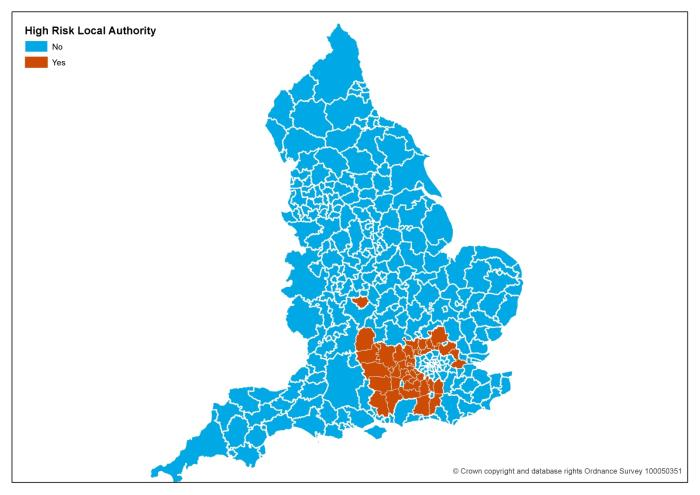 High Risk Local Authority
No
Yes
© Crown copyright and database rights Ordnance Survey 100050351